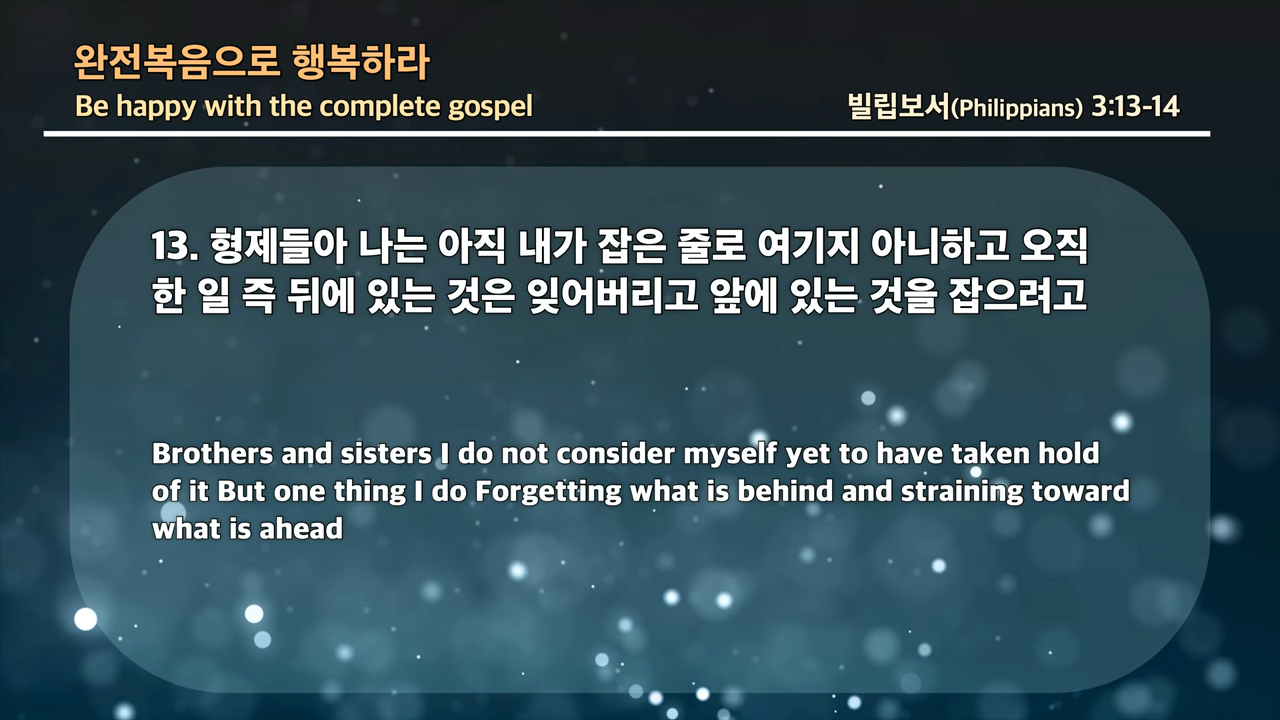 완전복음으로 행복하라
Be happy with the complete gospel
빌립보서(Philippians) 3:13-14
13. 형제들아 나는 아직 내가 잡은 줄로 여기지 아니하고 오직
한 일 즉 뒤에 있는 것은 잊어버리고 앞에 있는 것을 잡으려고
Brothers and sisters I do not consider myself yet to have taken hold
of it But one thing I do Forgetting what is behind and straining toward
what is ahead